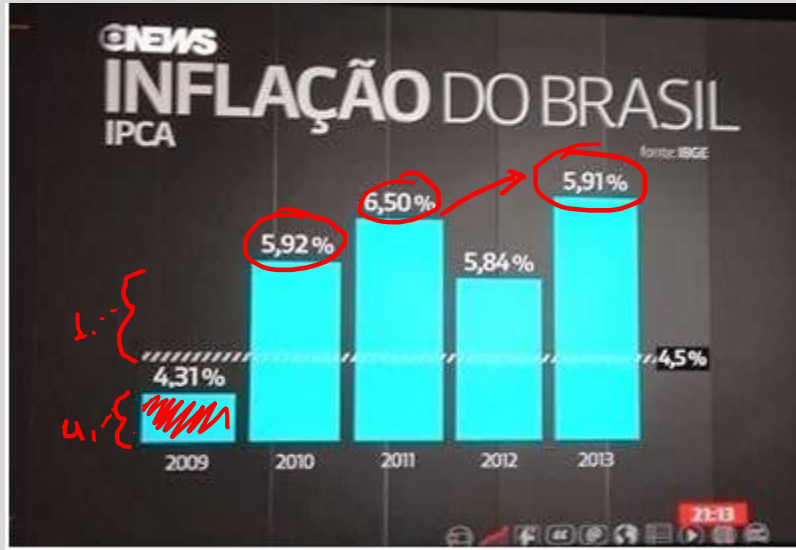 GNEWS
INFLAÇÃO DO BRASIL
IPCA
fonte: IBGE
5,91%
6,50%
5,92%
5,84%
4,5%
4,31%
2009 2010 2011 2012 2013
21:13